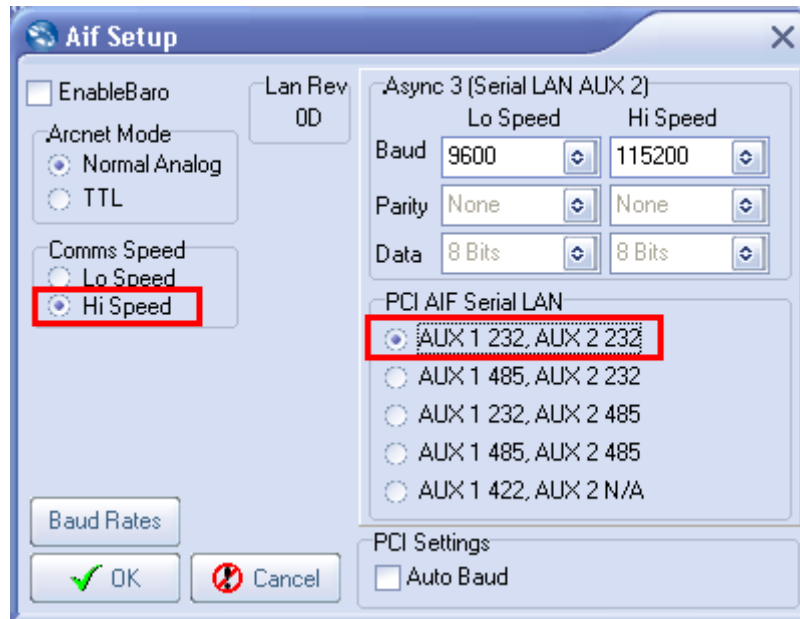 Aif Setup
EnableBaro
Lan Rev
0D
Arcnet Mode
Normal Analog
TTL
Comms Speed
Lo Speed
Hi Speed
Async 3 (Serial LAN AUX 2)
Lo Speed Hi Speed
Baud 9600 115200
Parity None None
Data 8 Bits 8 Bits
PCI AIF Serial LAN
AUX 1 232, AUX 2 232
AUX 1 485, AUX 2 232
AUX 1 232, AUX 2 485
AUX 1 485, AUX 2 485
AUX 1 422, AUX 2 N/A
Baud Rates
OK Cancel
PCI Settings
Auto Baud